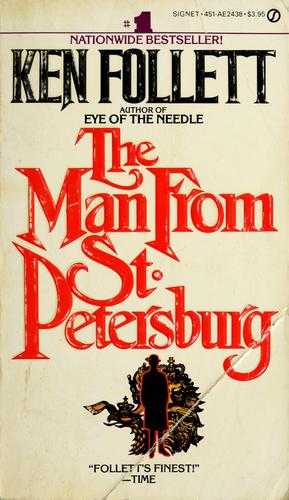 SIGNET • 451-AE2438 • $3.95
#1
NATIONWIDE BESTSELLER!
KEN FOLLETT
AUTHOR OF
EYE OF THE NEEDLE
The
Man From
St.
Petersburg
"FOLLETT'S FINEST!"
—TIME